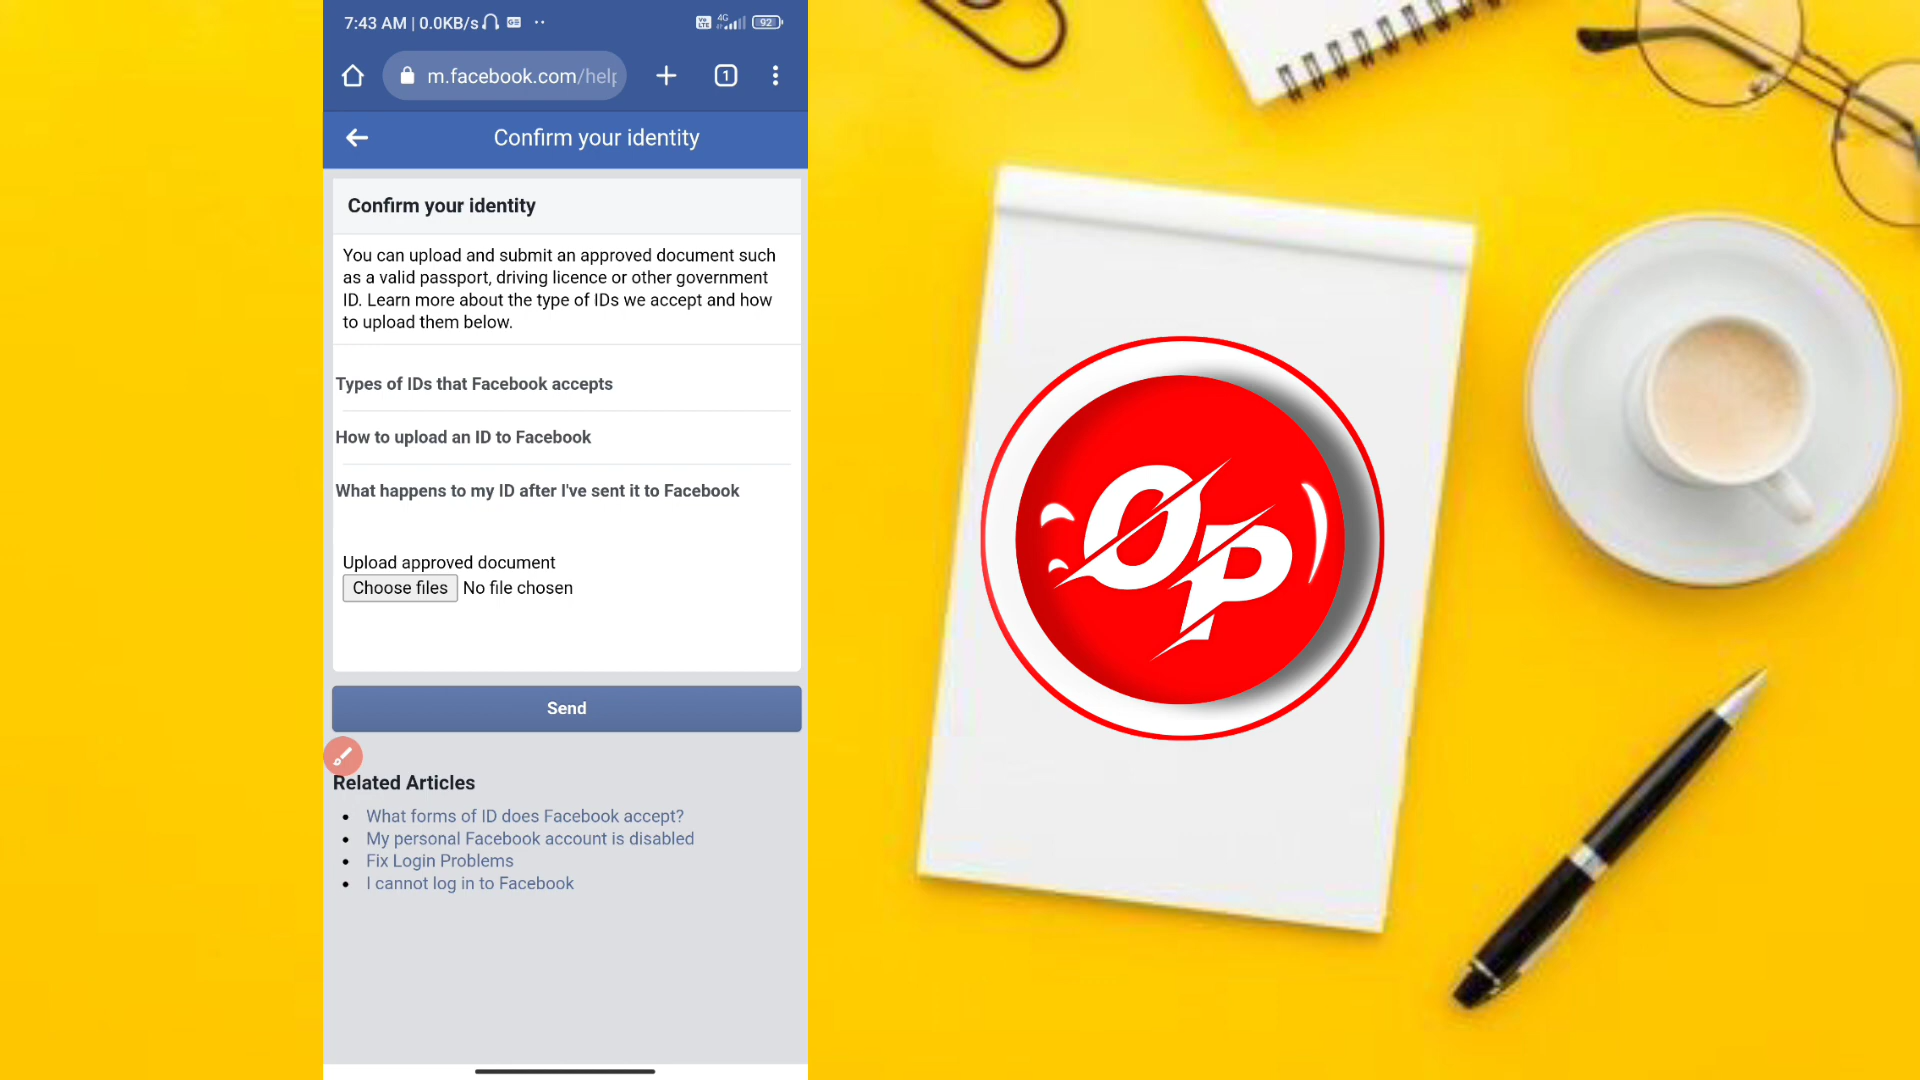 7:43 AM | 0.0KB/s
4G
92
m.facebook.com/help
1
Confirm your identity
Confirm your identity
You can upload and submit an approved document such
as a valid passport, driving licence or other government
ID. Learn more about the type of IDs we accept and how
to upload them below.
Types of IDs that Facebook accepts
How to upload an ID to Facebook
What happens to my ID after I've sent it to Facebook
Upload approved document
Choose files No file chosen
Send
Related Articles
• What forms of ID does Facebook accept?
• My personal Facebook account is disabled
• Fix Login Problems
• I cannot log in to Facebook
OP